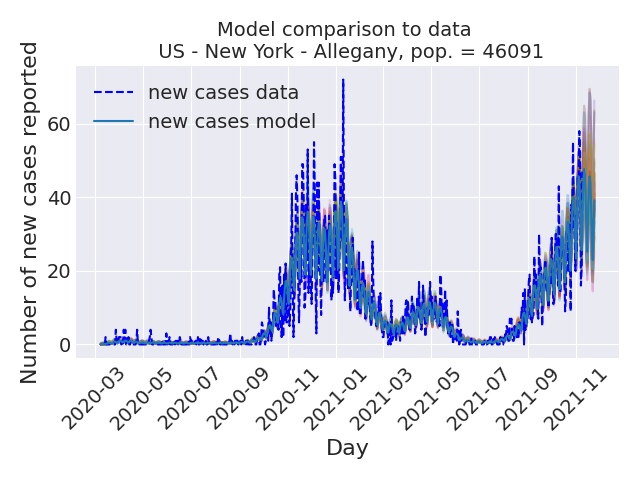 Model comparison to data
US - New York - Allegany, pop. = 46091
Number of new cases reported
60
40
20
0
new cases data
new cases model
2020-03
2020-05
2020-07
2020-09
2020-11
2021-01
2021-03
2021-05
2021-07
2021-09
2021-11
Day